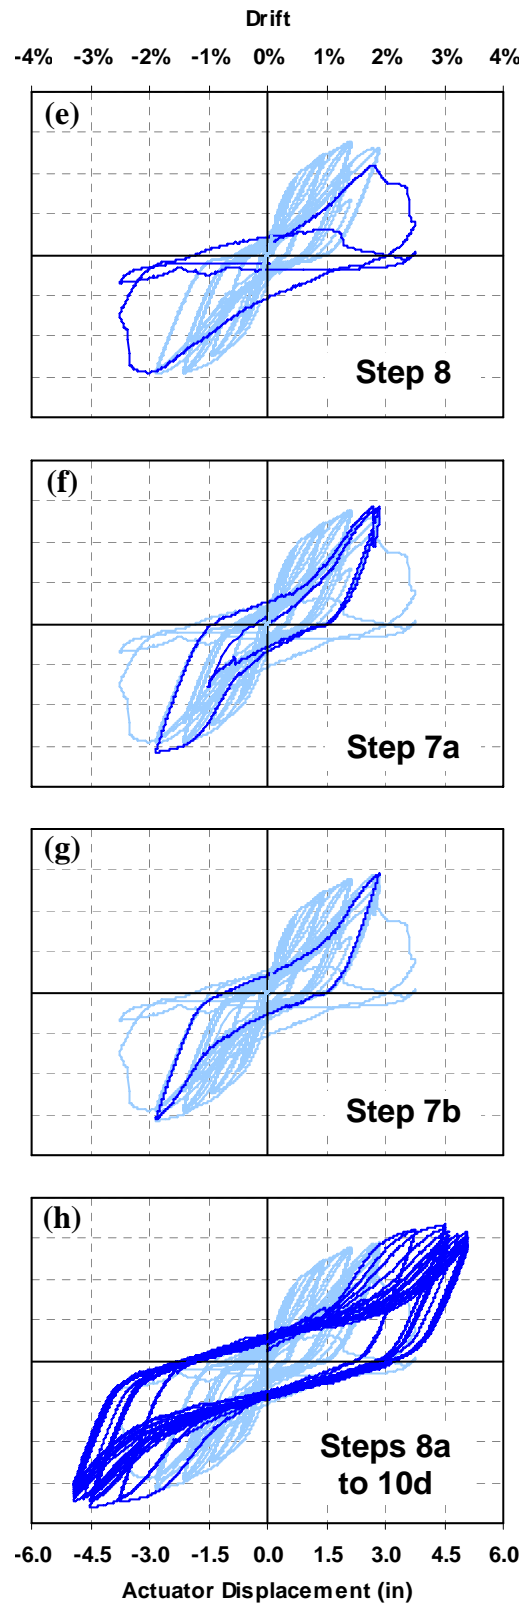 Drift
-4% -3% -2% -1% 0% 1% 2% 3% 4%
(e)
Step 8
(f)
Step 7a
(g)
Step 7b
(h)
Steps 8a
to 10d
-6.0 -4.5 -3.0 -1.5 0.0 1.5 3.0 4.5 6.0
Actuator Displacement (in)